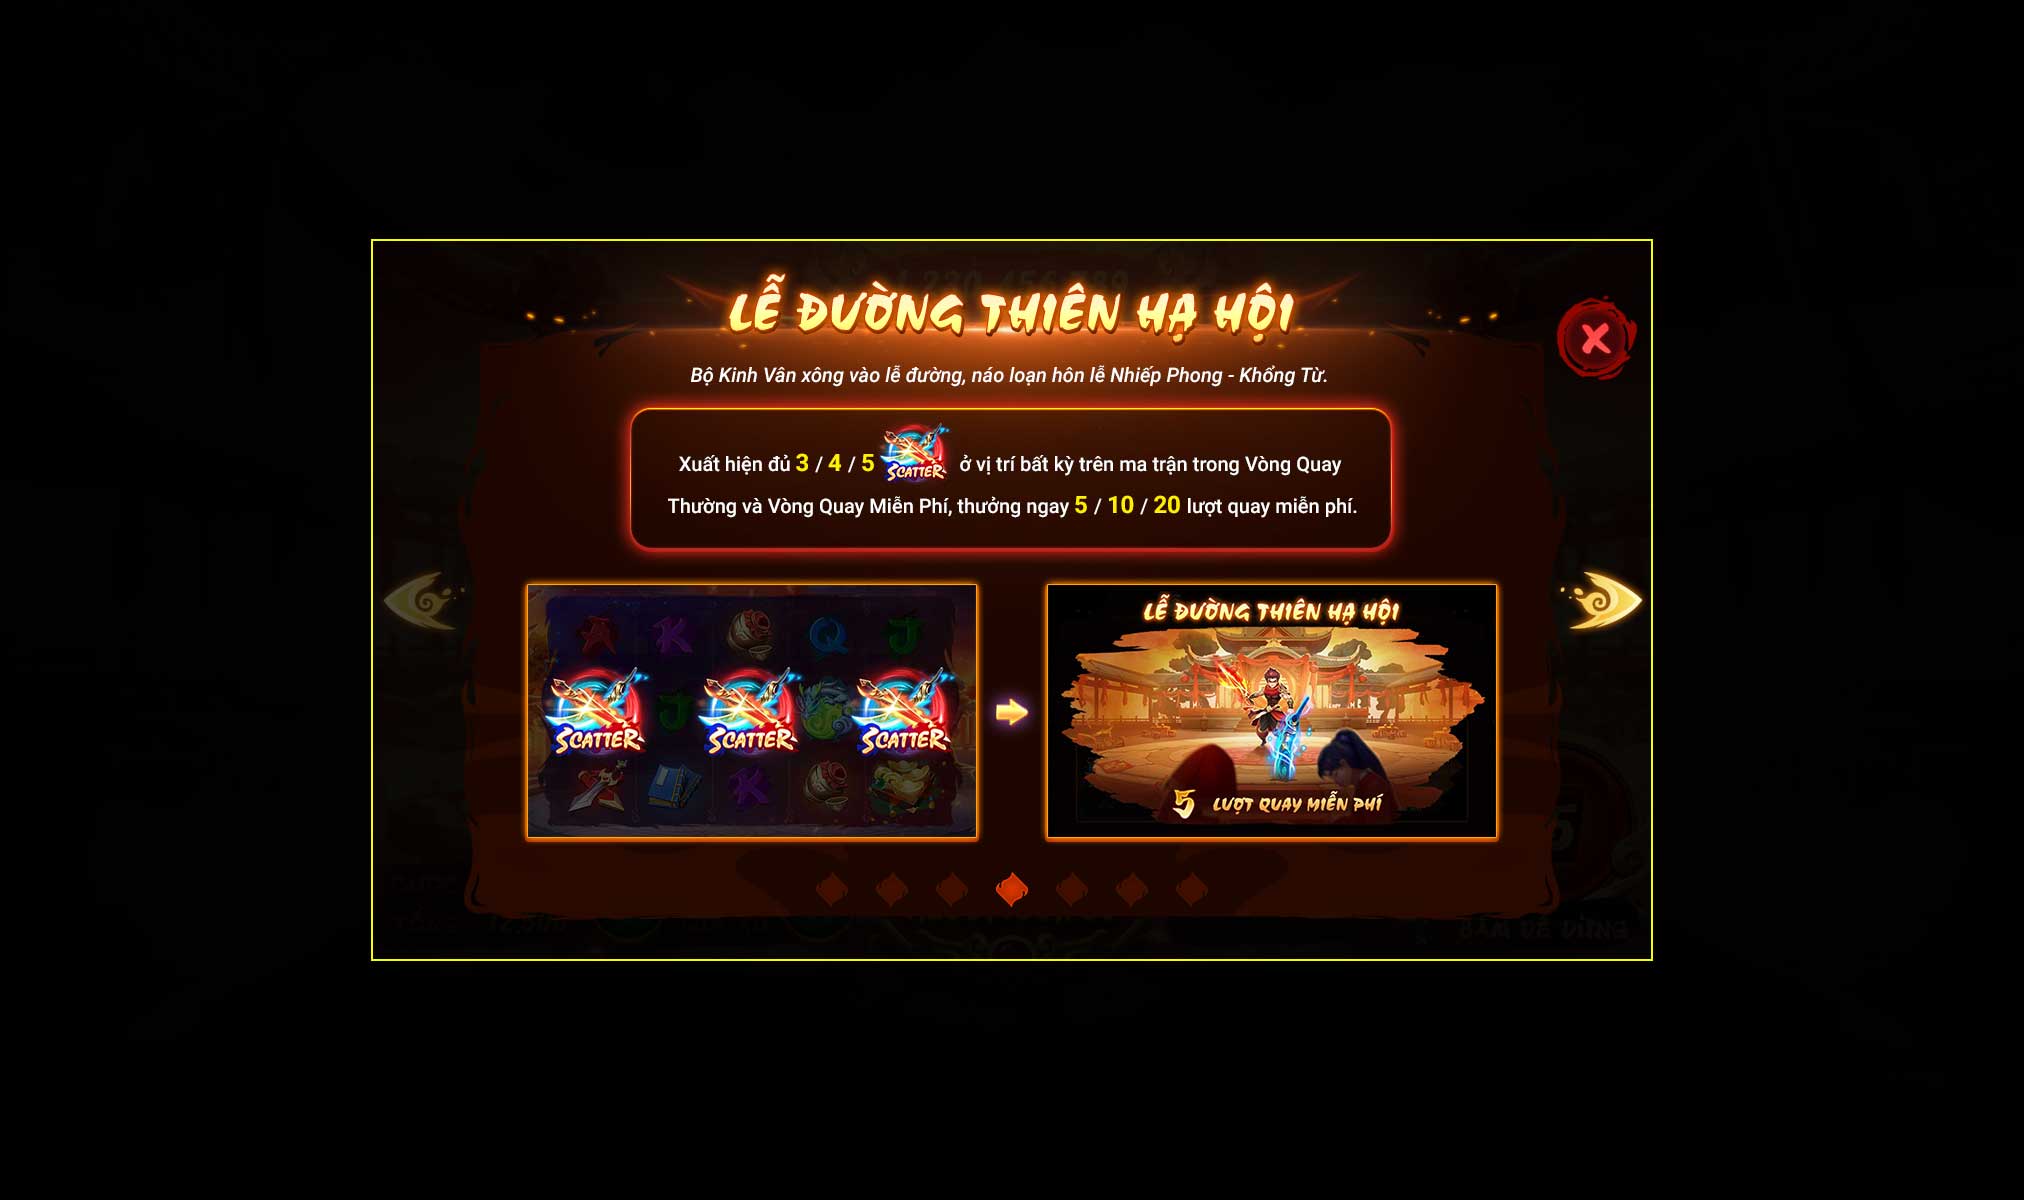 LỄ ĐƯỜNG THIÊN HẠ HỘI
Bộ Kinh Vân xông vào lễ đường, náo loạn hôn lễ Nhiếp Phong - Khổng Từ.
Xuất hiện đủ 3 / 4 / 5 SCATTER ở vị trí bất kỳ trên ma trận trong Vòng Quay
Thường và Vòng Quay Miễn Phí, thưởng ngay 5 / 10 / 20 lượt quay miễn phí.
A K Q J
SCATTER J SCATTER SCATTER
K
LỄ ĐƯỜNG THIÊN HẠ HỘI
5 LƯỢT QUAY MIỄN PHÍ
BẤM ĐỂ DỪNG